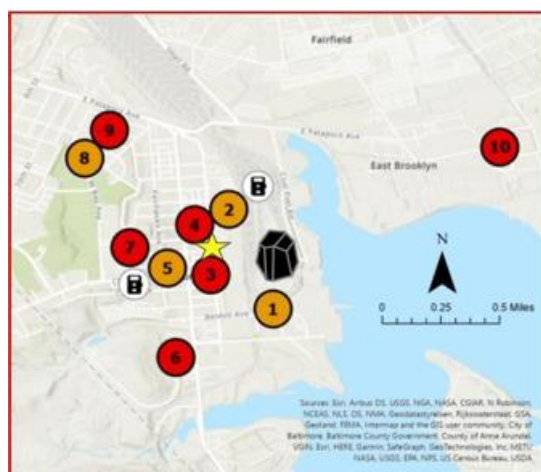 Fairfield
E Patapsco Ave
9
8
E Patapsco Ave
10
East Brooklyn
2
4
7
5
3
N
1
0 0.25 0.5 Miles
6
Sources: Esri, Airbus DS, USGS, NGA, NASA, CGIAR, N Robinson,
NCEAS, NLS, OS, NMA, Geodatastyrelsen, Rijkswaterstaat, GSA,
Geoland, FEMA, Intermap and the GIS user community, City of
Baltimore, Baltimore County Government, County of Anne Arundel,
VGIN, Esri, HERE, Garmin, SafeGraph, GeoTechnologies, Inc, METI/
NASA, USGS, EPA, NPS, US Census Bureau, USDA